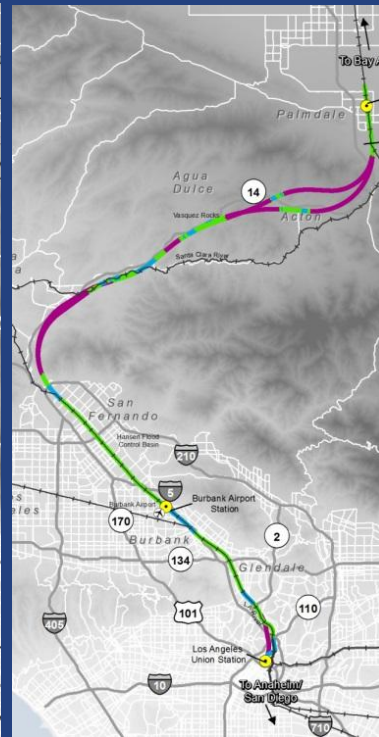 To Bay A
Palmdale
Agua
Dulce
14
Vasquez Rocks
Acton
Santa Clara River
San
Fernando
Hansen Flood
Control Basin
210
5
Burbank Airport
Burbank Airport
Station
170
Burbank
2
134
Glendale
101
110
405
Los Angeles
Union Station
10
To Anaheim/
San Diego
710